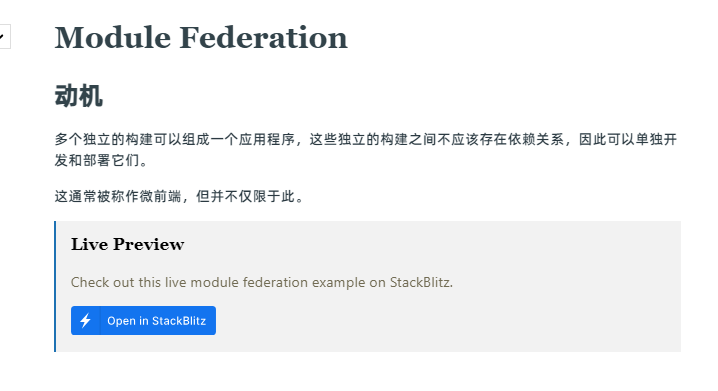 Module Federation
动机
多个独立的构建可以组成一个应用程序，这些独立的构建之间不应该存在依赖关系，因此可以单独开
发和部署它们。
这通常被称作微前端，但并不仅限于此。
Live Preview
Check out this live module federation example on StackBlitz.
Open in StackBlitz